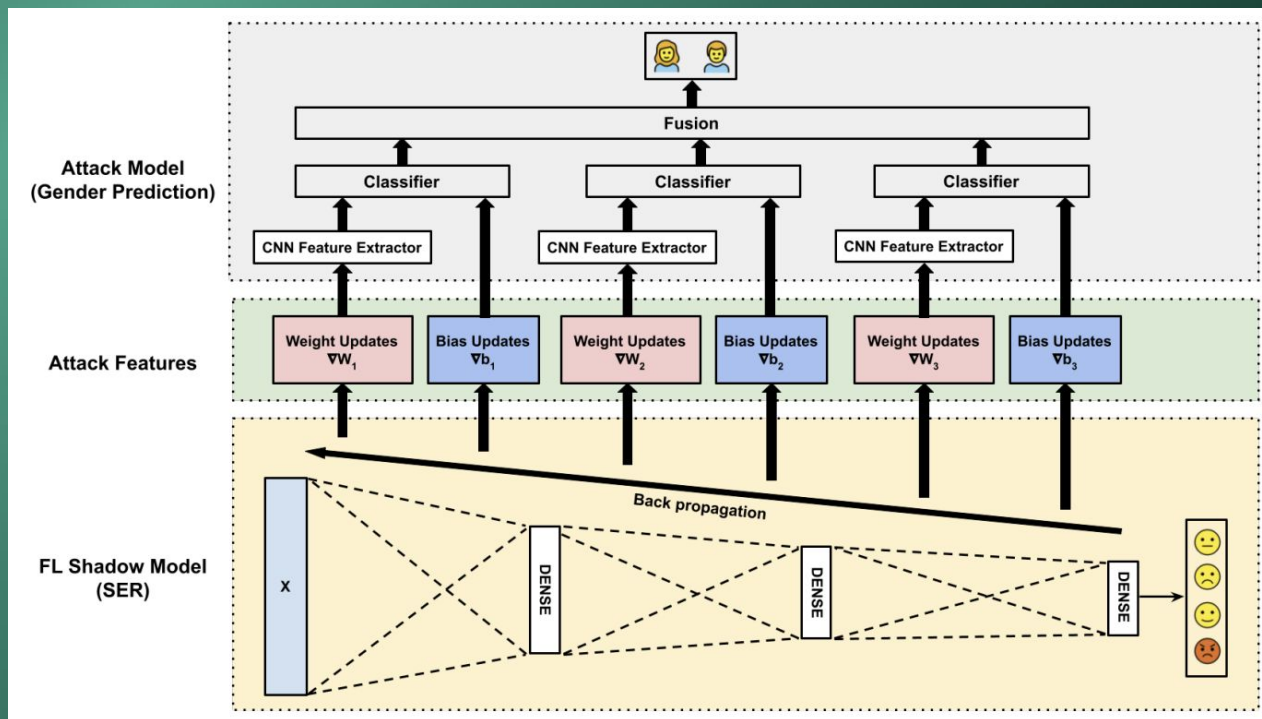 Fusion
Attack Model
(Gender Prediction)
Classifier
Classifier
Classifier
CNN Feature Extractor
CNN Feature Extractor
CNN Feature Extractor
Attack Features
Weight Updates
∇W₁
Bias Updates
∇b₁
Weight Updates
∇W₂
Bias Updates
∇b₂
Weight Updates
∇W₃
Bias Updates
∇b₃
Back propagation
FL Shadow Model
(SER)
X
DENSE
DENSE
DENSE